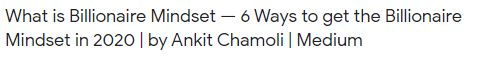 What is Billionaire Mindset — 6 Ways to get the Billionaire
Mindset in 2020 | by Ankit Chamoli | Medium